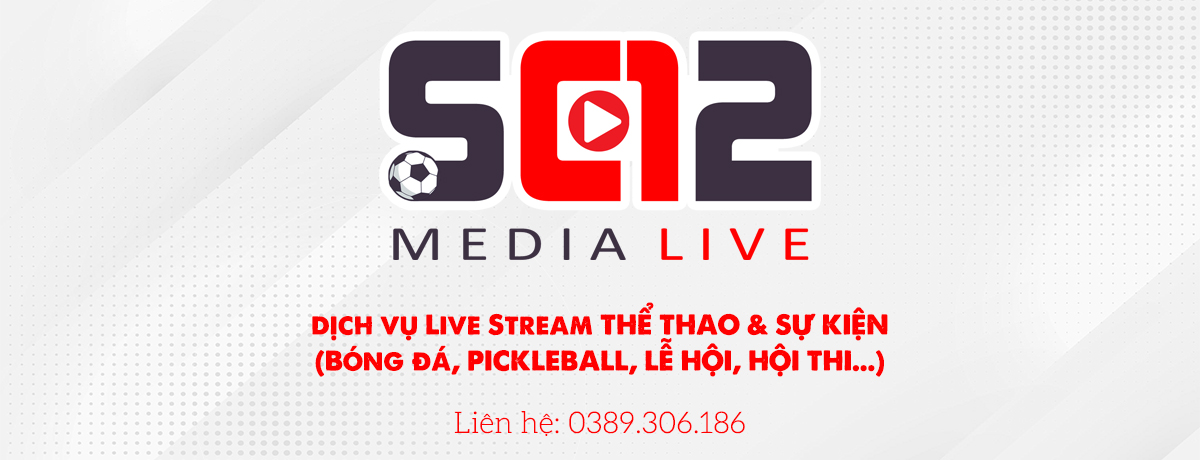 SC12
MEDIA LIVE
DỊCH VỤ LIVE STREAM THỂ THAO & SỰ KIỆN
(BÓNG ĐÁ, PICKLEBALL, LỄ HỘI, HỘI THI...)
Liên hệ: 0389.306.186